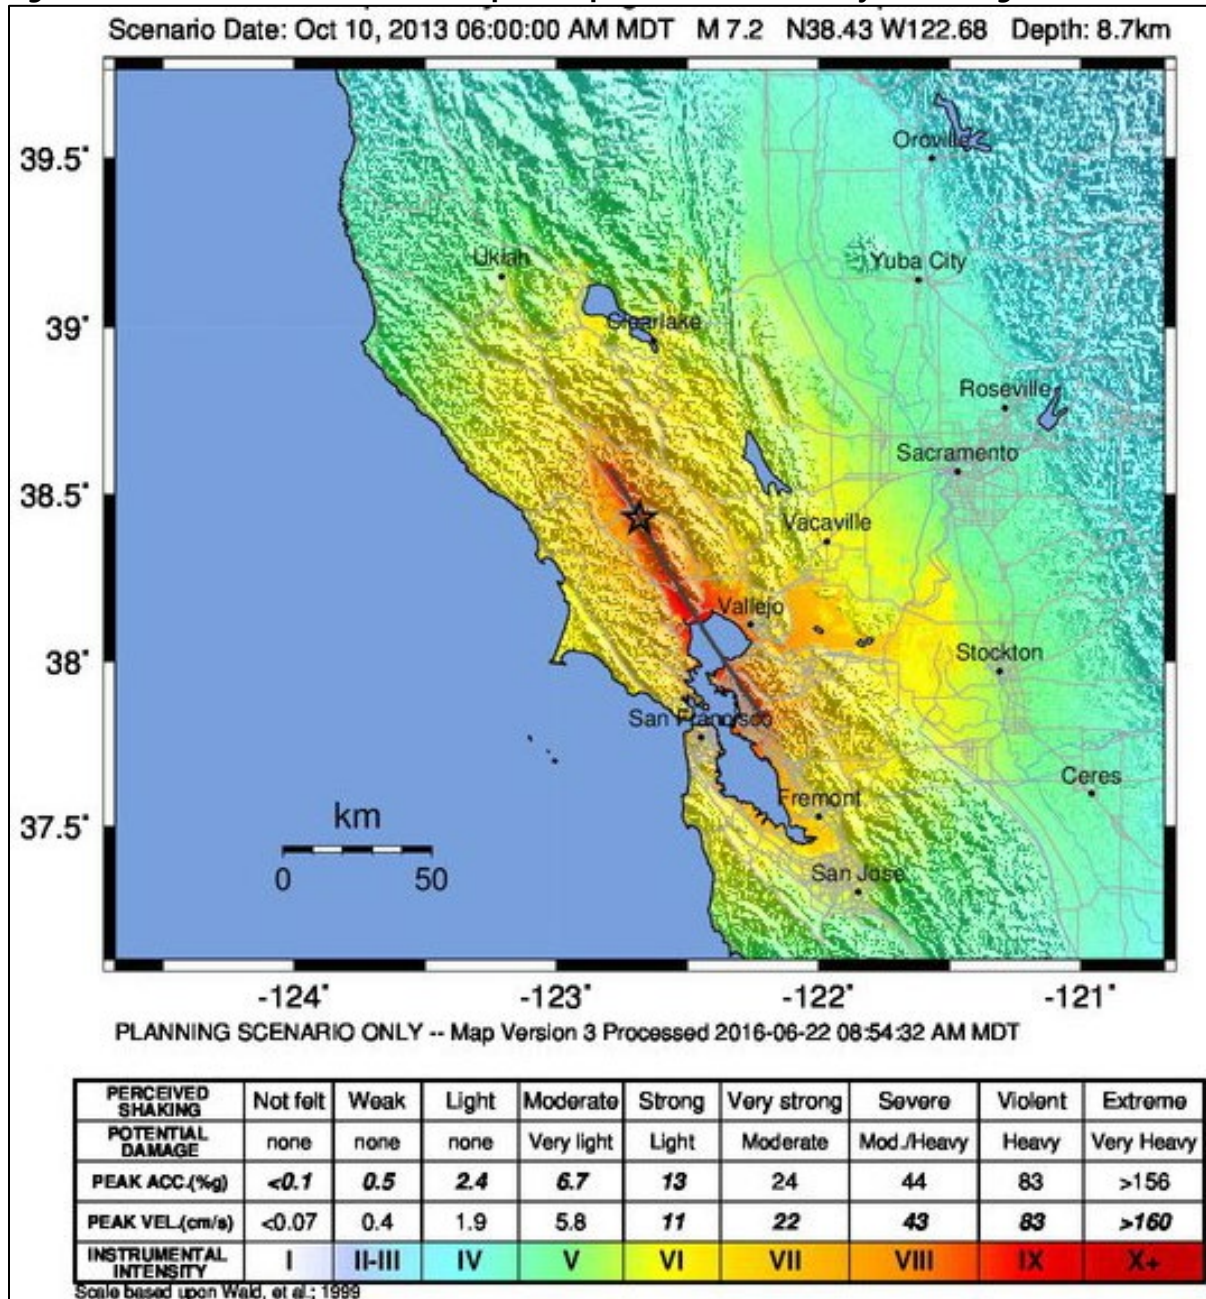 Scenario Date: Oct 10, 2013 06:00:00 AM MDT M 7.2 N38.43 W122.68 Depth: 8.7km
39.5°
39°
38.5°
38°
37.5°
Oroville
Ukiah
Yuba City
Clearlake
Roseville
Sacramento
Vacaville
Vallejo
Stockton
San Francisco
Ceres
Fremont
San Jose
km
0 50
-124° -123° -122° -121°
PLANNING SCENARIO ONLY -- Map Version 3 Processed 2016-06-22 08:54:32 AM MDT
PERCEIVED SHAKING Not felt Weak Light Moderate Strong Very strong Severe Violent Extreme
POTENTIAL DAMAGE none none none Very light Light Moderate Mod./Heavy Heavy Very Heavy
PEAK ACC.(%g) <0.1 0.5 2.4 6.7 13 24 44 83 >156
PEAK VEL.(cm/s) <0.07 0.4 1.9 5.8 11 22 43 83 >160
INSTRUMENTAL INTENSITY I II-III IV V VI VII VIII IX X+
Scale based upon Wald, et al.; 1999